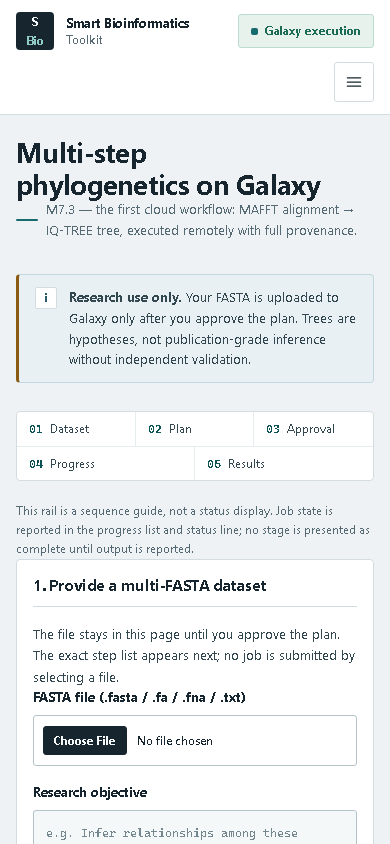 S
Bio
Smart Bioinformatics
Toolkit
Galaxy execution
Multi-step
phylogenetics on Galaxy
M7.3 — the first cloud workflow: MAFFT alignment →
IQ-TREE tree, executed remotely with full provenance.
i
Research use only. Your FASTA is uploaded to
Galaxy only after you approve the plan. Trees are
hypotheses, not publication-grade inference
without independent validation.
01 Dataset
02 Plan
03 Approval
04 Progress
05 Results
This rail is a sequence guide, not a status display. Job state is
reported in the progress list and status line; no stage is presented as
complete until output is reported.
1. Provide a multi-FASTA dataset
The file stays in this page until you approve the plan.
The exact step list appears next; no job is submitted by
selecting a file.
FASTA file (.fasta / .fa / .fna / .txt)
Choose File No file chosen
Research objective
e.g. Infer relationships among these